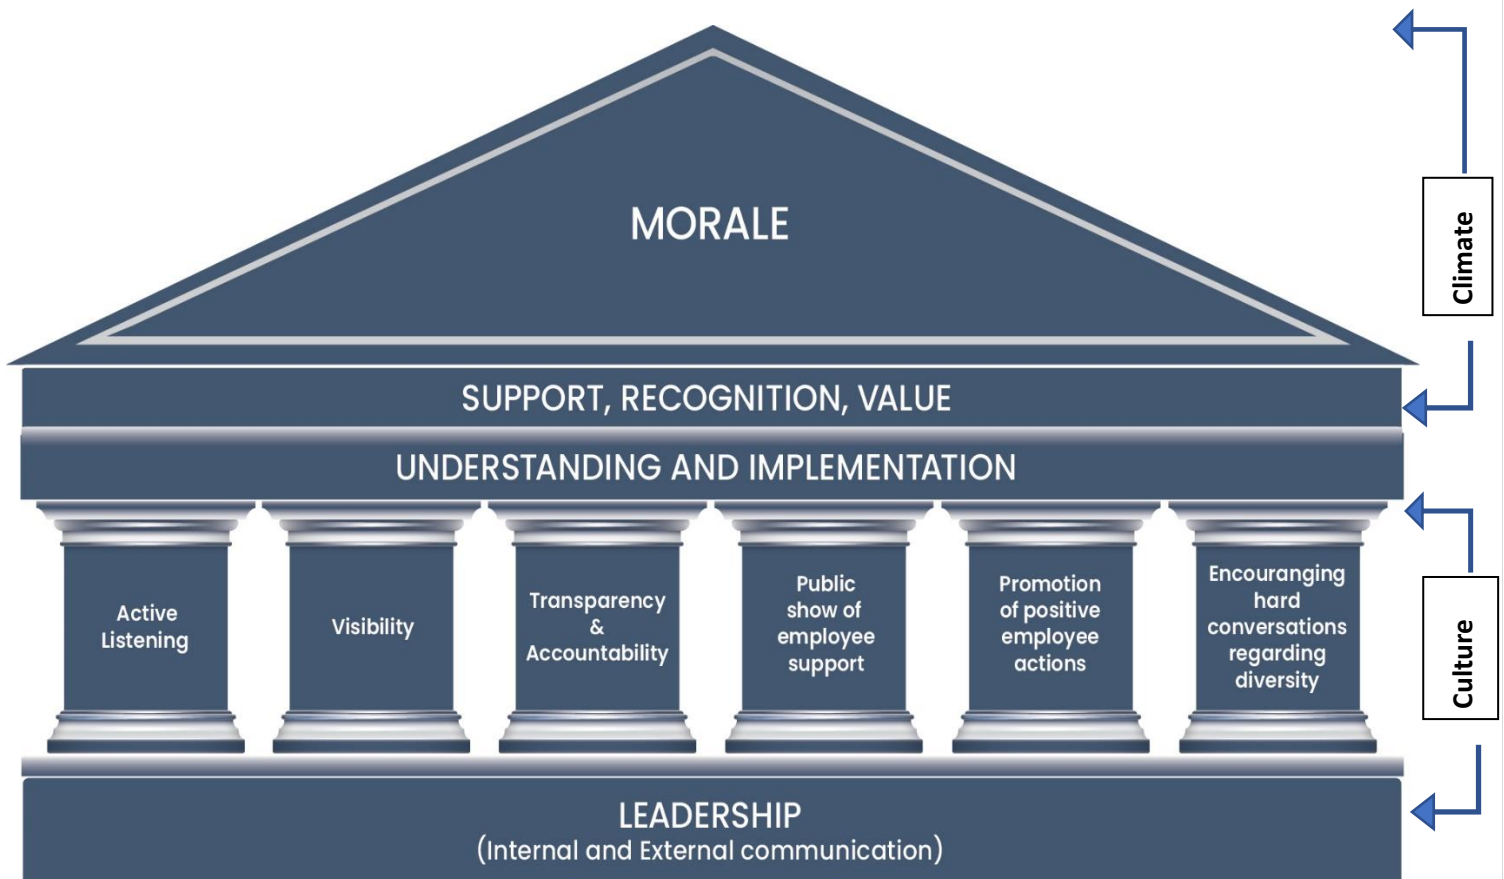 MORALE
Climate
SUPPORT, RECOGNITION, VALUE
UNDERSTANDING AND IMPLEMENTATION
Active
Listening
Visibility
Transparency
&
Accountability
Public
show of
employee
support
Promotion
of positive
employee
actions
Encouranging
hard
conversations
regarding
diversity
Culture
LEADERSHIP
(Internal and External communication)